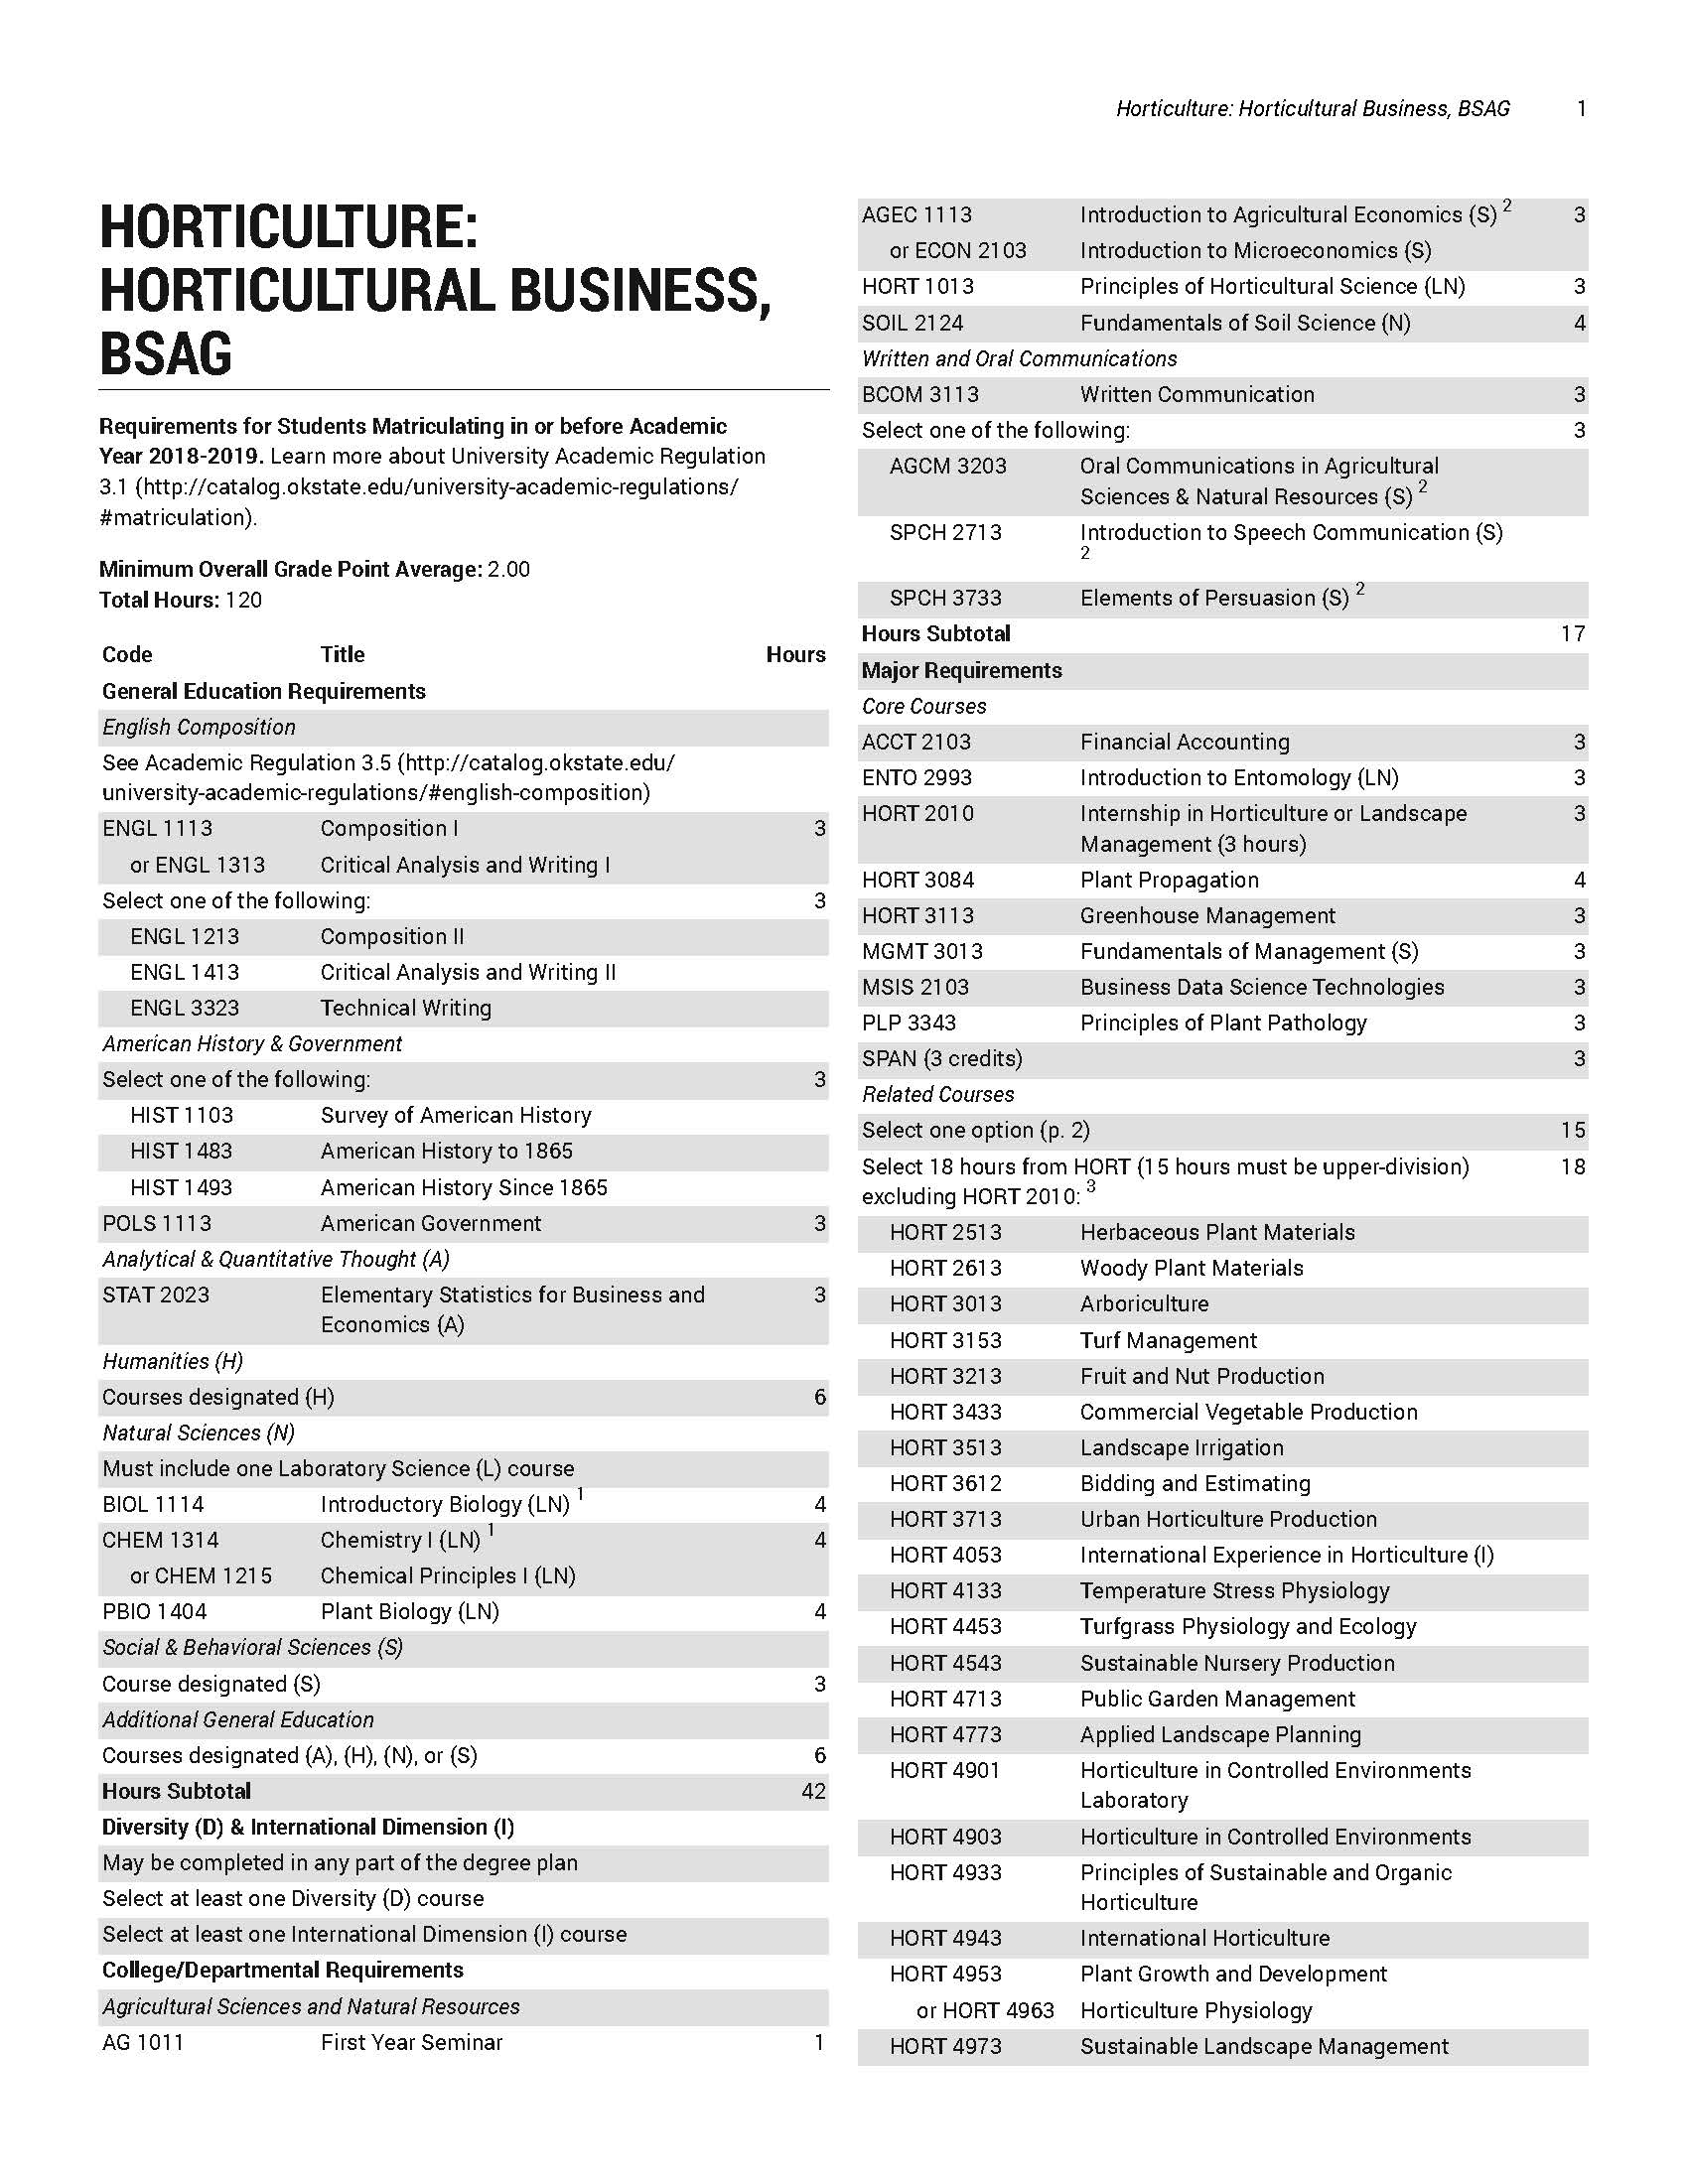 Horticulture: Horticultural Business, BSAG 1
HORTICULTURE:
HORTICULTURAL BUSINESS,
BSAG
Requirements for Students Matriculating in or before Academic
Year 2018-2019. Learn more about University Academic Regulation
3.1 (http://catalog.okstate.edu/university-academic-regulations/
#matriculation).
Minimum Overall Grade Point Average: 2.00
Total Hours: 120
Code Title Hours
General Education Requirements
English Composition
See Academic Regulation 3.5 (http://catalog.okstate.edu/
university-academic-regulations/#english-composition)
ENGL 1113 Composition I 3
or ENGL 1313 Critical Analysis and Writing I
Select one of the following: 3
ENGL 1213 Composition II
ENGL 1413 Critical Analysis and Writing II
ENGL 3323 Technical Writing
American History & Government
Select one of the following: 3
HIST 1103 Survey of American History
HIST 1483 American History to 1865
HIST 1493 American History Since 1865
POLS 1113 American Government 3
Analytical & Quantitative Thought (A)
STAT 2023 Elementary Statistics for Business and 3
Economics (A)
Humanities (H)
Courses designated (H) 6
Natural Sciences (N)
Must include one Laboratory Science (L) course
BIOL 1114 Introductory Biology (LN) 1 4
CHEM 1314 Chemistry I (LN) 1 4
or CHEM 1215 Chemical Principles I (LN)
PBIO 1404 Plant Biology (LN) 4
Social & Behavioral Sciences (S)
Course designated (S) 3
Additional General Education
Courses designated (A), (H), (N), or (S) 6
Hours Subtotal 42
Diversity (D) & International Dimension (I)
May be completed in any part of the degree plan
Select at least one Diversity (D) course
Select at least one International Dimension (I) course
College/Departmental Requirements
Agricultural Sciences and Natural Resources
AG 1011 First Year Seminar 1
AGEC 1113 Introduction to Agricultural Economics (S) 2 3
or ECON 2103 Introduction to Microeconomics (S)
HORT 1013 Principles of Horticultural Science (LN) 3
SOIL 2124 Fundamentals of Soil Science (N) 4
Written and Oral Communications
BCOM 3113 Written Communication 3
Select one of the following: 3
AGCM 3203 Oral Communications in Agricultural
Sciences & Natural Resources (S) 2
SPCH 2713 Introduction to Speech Communication (S)
2
SPCH 3733 Elements of Persuasion (S) 2
Hours Subtotal 17
Major Requirements
Core Courses
ACCT 2103 Financial Accounting 3
ENTO 2993 Introduction to Entomology (LN) 3
HORT 2010 Internship in Horticulture or Landscape 3
Management (3 hours)
HORT 3084 Plant Propagation 4
HORT 3113 Greenhouse Management 3
MGMT 3013 Fundamentals of Management (S) 3
MSIS 2103 Business Data Science Technologies 3
PLP 3343 Principles of Plant Pathology 3
SPAN (3 credits) 3
Related Courses
Select one option (p. 2) 15
Select 18 hours from HORT (15 hours must be upper-division) 18
excluding HORT 2010: 3
HORT 2513 Herbaceous Plant Materials
HORT 2613 Woody Plant Materials
HORT 3013 Arboriculture
HORT 3153 Turf Management
HORT 3213 Fruit and Nut Production
HORT 3433 Commercial Vegetable Production
HORT 3513 Landscape Irrigation
HORT 3612 Bidding and Estimating
HORT 3713 Urban Horticulture Production
HORT 4053 International Experience in Horticulture (I)
HORT 4133 Temperature Stress Physiology
HORT 4453 Turfgrass Physiology and Ecology
HORT 4543 Sustainable Nursery Production
HORT 4713 Public Garden Management
HORT 4773 Applied Landscape Planning
HORT 4901 Horticulture in Controlled Environments
Laboratory
HORT 4903 Horticulture in Controlled Environments
HORT 4933 Principles of Sustainable and Organic
Horticulture
HORT 4943 International Horticulture
HORT 4953 Plant Growth and Development
or HORT 4963 Horticulture Physiology
HORT 4973 Sustainable Landscape Management